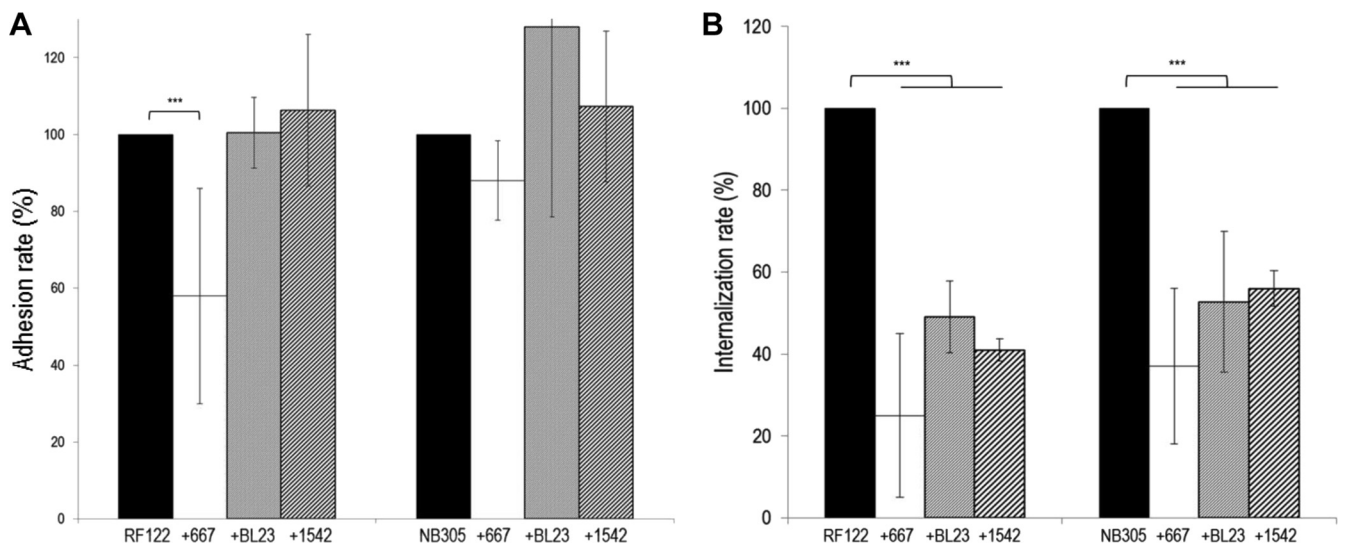 A
Adhesion rate (%)
120
100
80
60
40
20
0
***
RF122 +667 +BL23 +1542
NB305 +667 +BL23 +1542
B
Internalization rate (%)
120
100
80
60
40
20
0
***
***
RF122 +667 +BL23 +1542
NB305 +667 +BL23 +1542